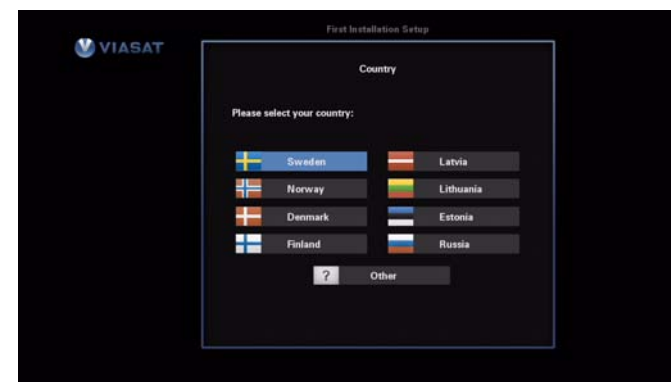 First Installation Setup
VIASAT
Country
Please select your country:
Sweden
Latvia
Norway
Lithuania
Denmark
Estonia
Finland
Russia
? Other